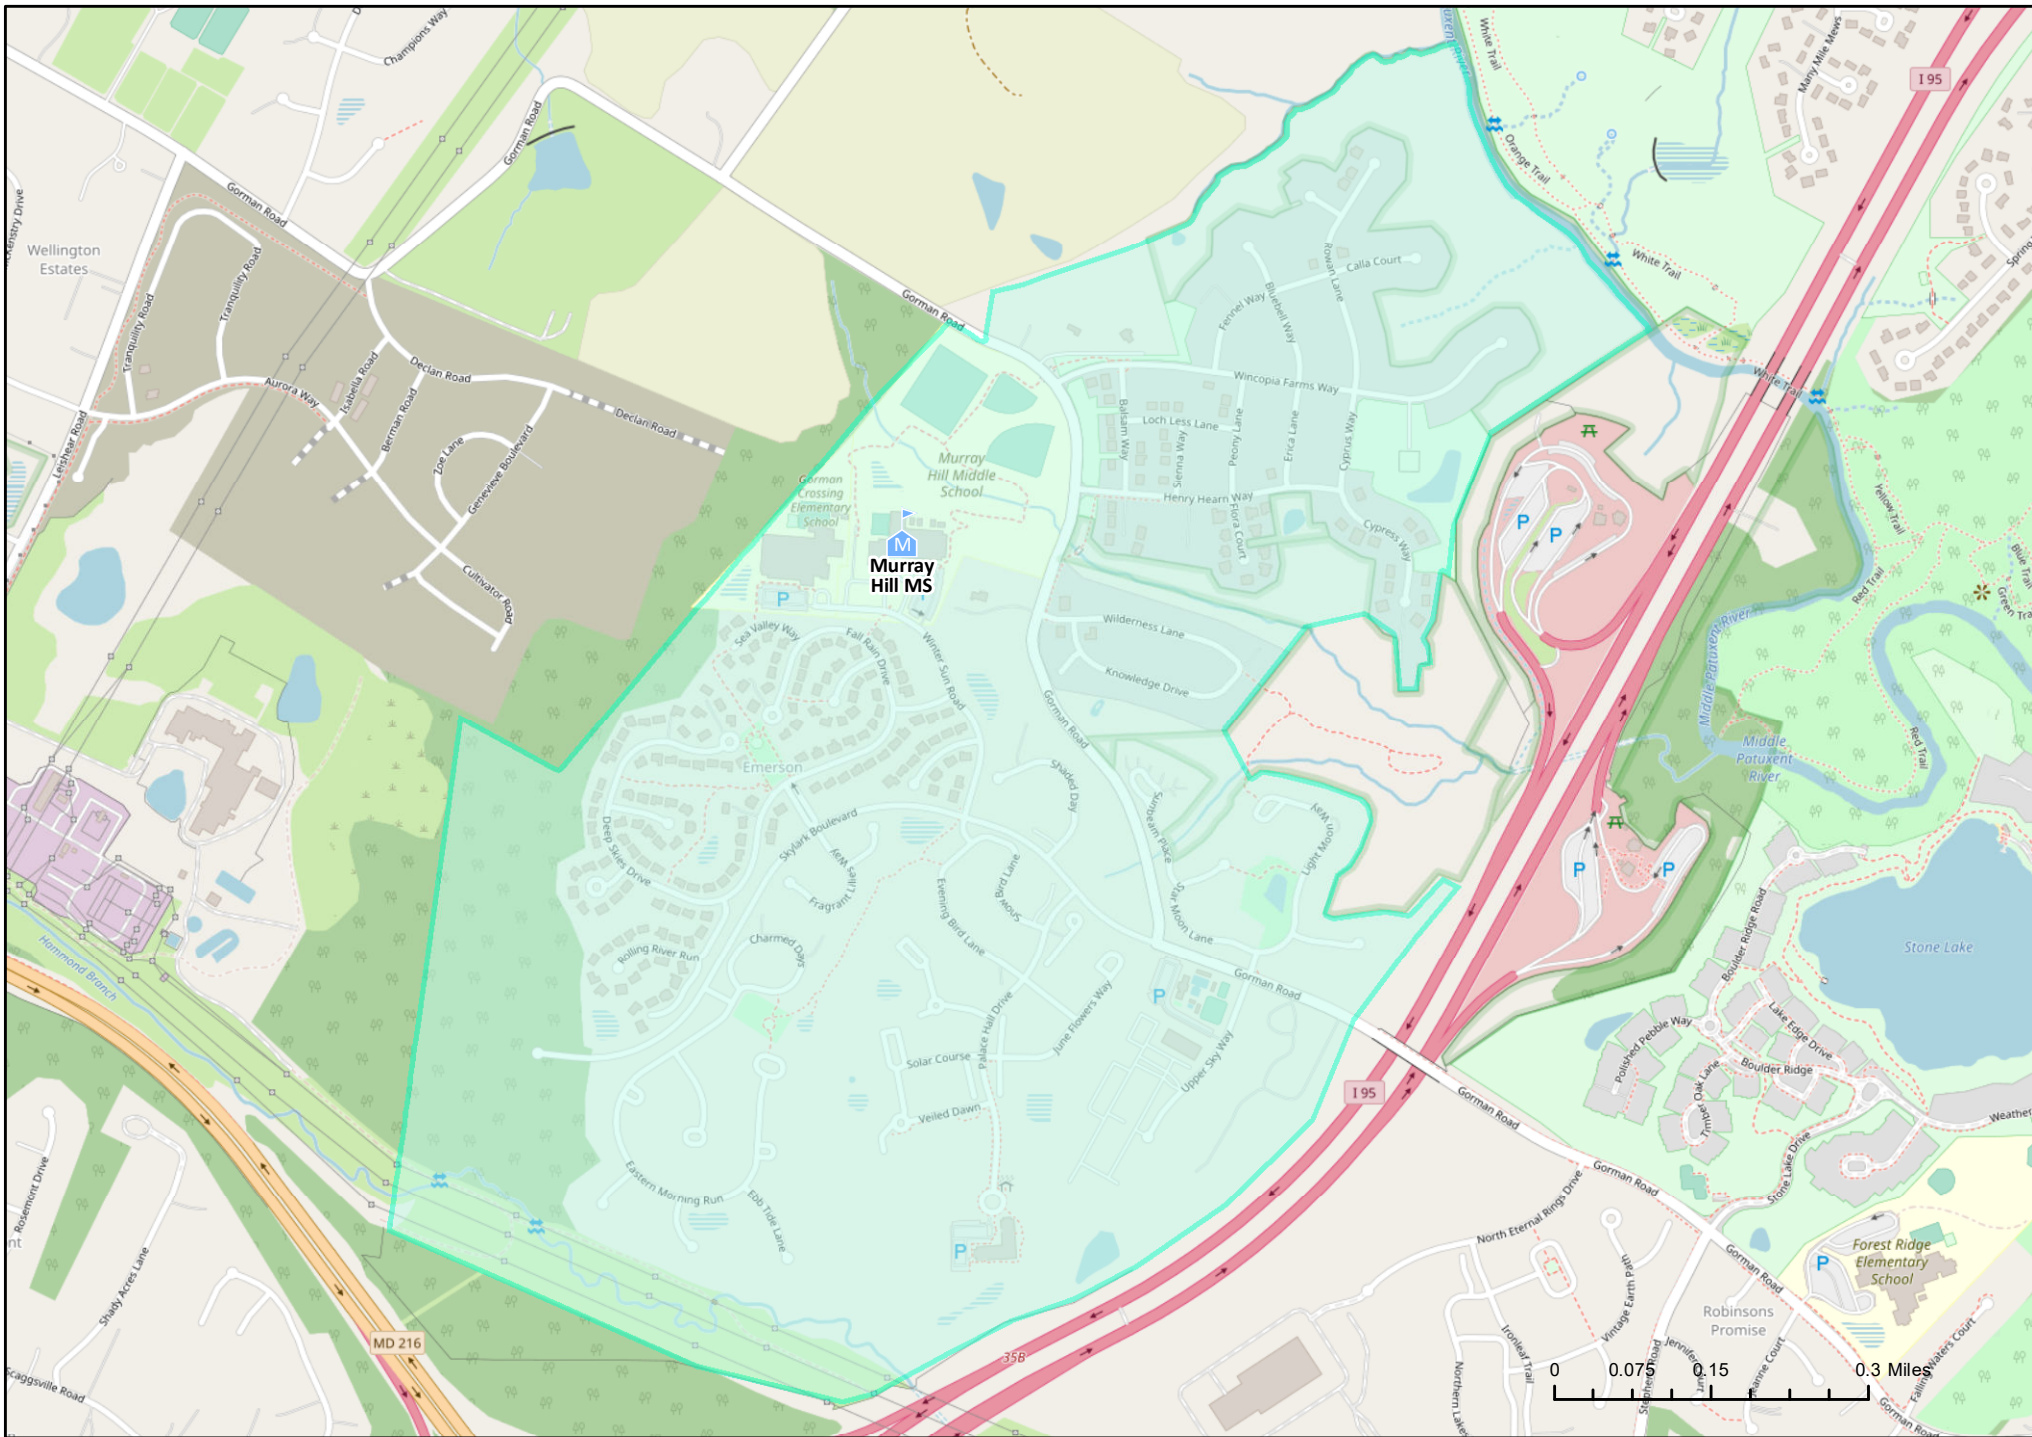 Champions Way
Gorman Road
Gorman Road
Wellington
Estates
Tranquility Road
Tranquility Road
Leishear Road
Aurora Way
Isabella Road
Berman Road
Declan Road
Declan Road
Zoe Lane
Genevieve Boulevard
Cultivator Road
Gorman Road
Murray
Hill Middle
School
Gorman
Crossing
Elementary
School
M
Murray
Hill MS
P
Sea Valley Way
Fall Rain Drive
Winter Sun Road
Emerson
Deep Skies Drive
Skylark Boulevard
Fragrant Lilies Way
Rolling River Run
Charmed Days
Evening Bird Lane
Snow Bird Lane
Shaded Day
Gorman Road
Sunbeam Place
Star Moon Lane
Light Moon Way
Gorman Road
P
Palace Hall Drive
June Flowers Way
Solar Course
Veiled Dawn
Upper Sky Way
Eastern Morning Run
Ebb Tide Lane
P
Wilderness Lane
Knowledge Drive
Henry Hearn Way
Flora Court
Cypress Way
Balsam Way
Loch Less Lane
Sienna Way
Peony Lane
Erica Lane
Cyprus Way
Wincopia Farms Way
Fennel Way
Bluebell Way
Rowan Lane
Calla Court
Patuxent River
White Trail
Orange Trail
White Trail
White Trail
Many Mile Mews
I 95
Yellow Trail
Blue Trail
Red Trail
Red Trail
Middle Patuxent River
Middle
Patuxent
River
P
P
P
P
I 95
Stone Lake
Boulder Ridge Road
Lake Edge Drive
Polished Pebble Way
Boulder Ridge
Timber Oak Lane
Stone Lake Drive
Gorman Road
Gorman Road
Gorman Road
Gorman Road
North Eternal Rings Drive
Vintage Earth Path
Ironleaf Trail
Robinsons
Promise
Forest Ridge
Elementary
School
P
Hammond Branch
Rosemont Drive
Shady Acres Lane
MD 216
35B
0 0.075 0.15 0.3 Miles